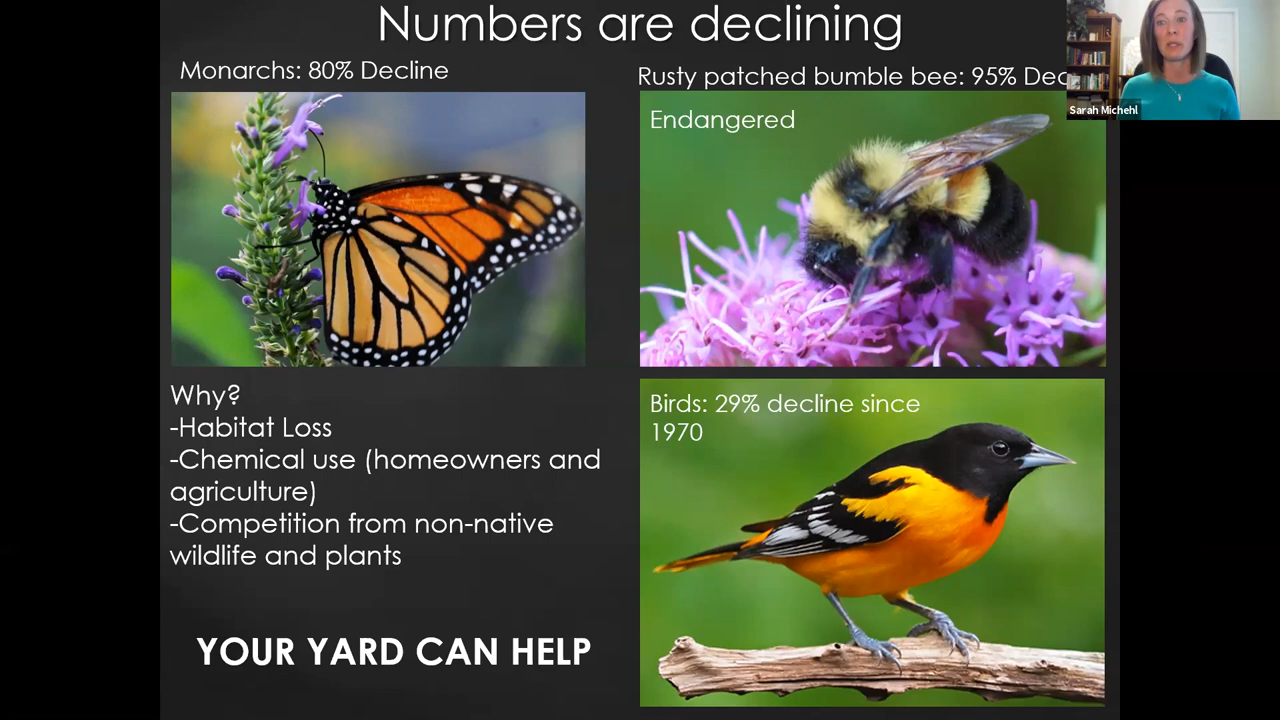 Numbers are declining
Monarchs: 80% Decline
Rusty patched bumble bee: 95%
Sarah Michehl
Endangered
Why?
-Habitat Loss
-Chemical use (homeowners and
agriculture)
-Competition from non-native
wildlife and plants
YOUR YARD CAN HELP
Birds: 29% decline since
1970